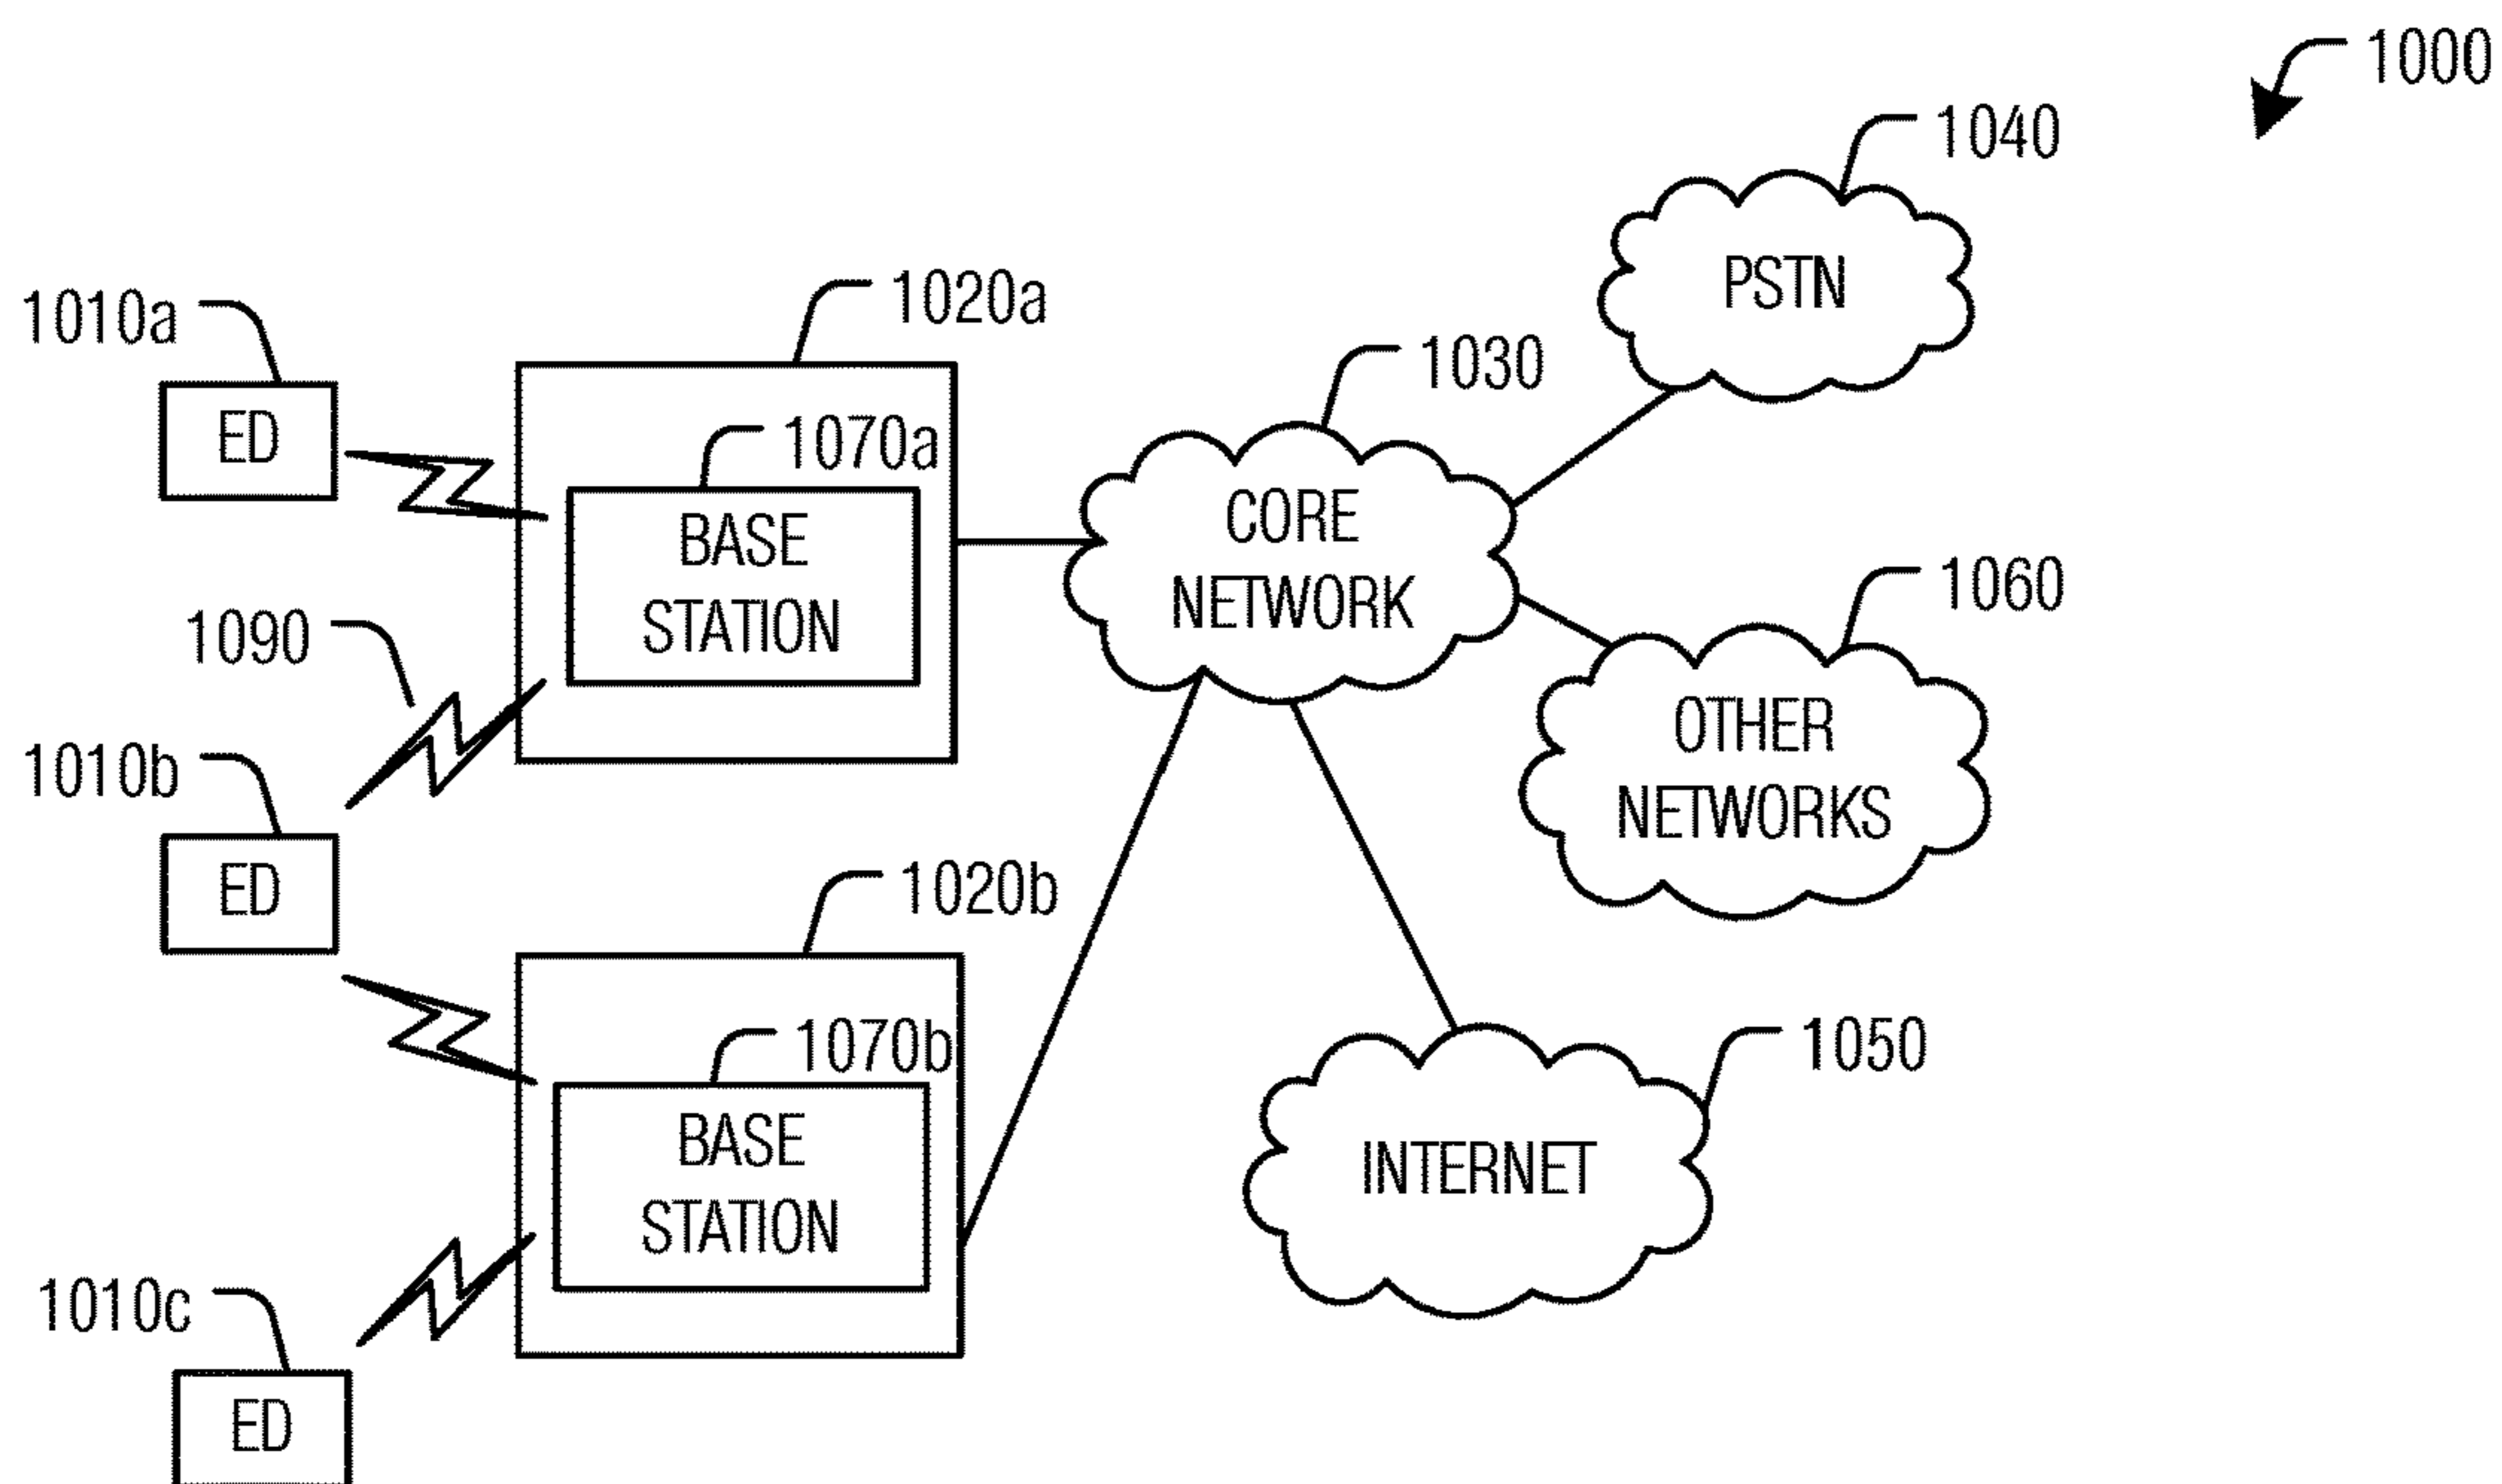 1000
1040
PSTN
1020a
1010a
1030
ED
1070a
CORE
NETWORK
BASE
STATION
1060
1090
OTHER
NETWORKS
1010b
ED
1020b
1070b
1050
BASE
STATION
INTERNET
1010c
ED